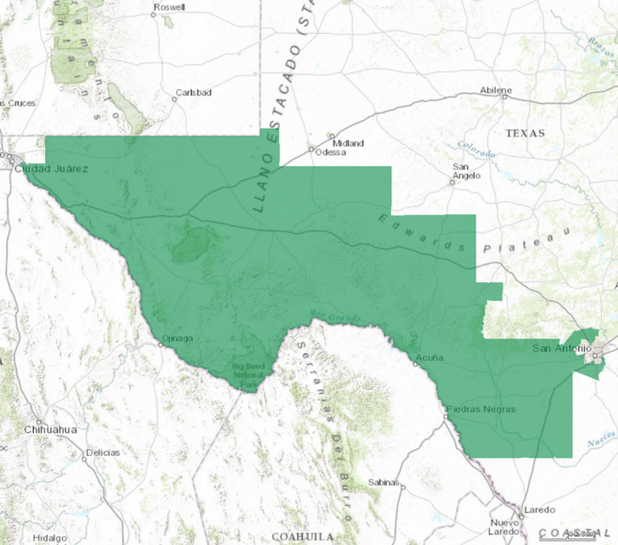 Roswell
Carlsbad
s Cruces
Abilene
TEXAS
Brazos
Midland
Odessa
LLANO ESTACADO (STA
Colorado
San
Angelo
Ciudad Juárez
Edwards Plateau
Rio Grande
San Antonio
Ojinaga
Acuña
Big Bend
National
Park
Serranias Del Burro
Piedras Negras
Chihuahua
Delicias
Nueces
Sabinas
Laredo
Nuevo
Laredo
COAHUILA
Hidalgo
COASTAL